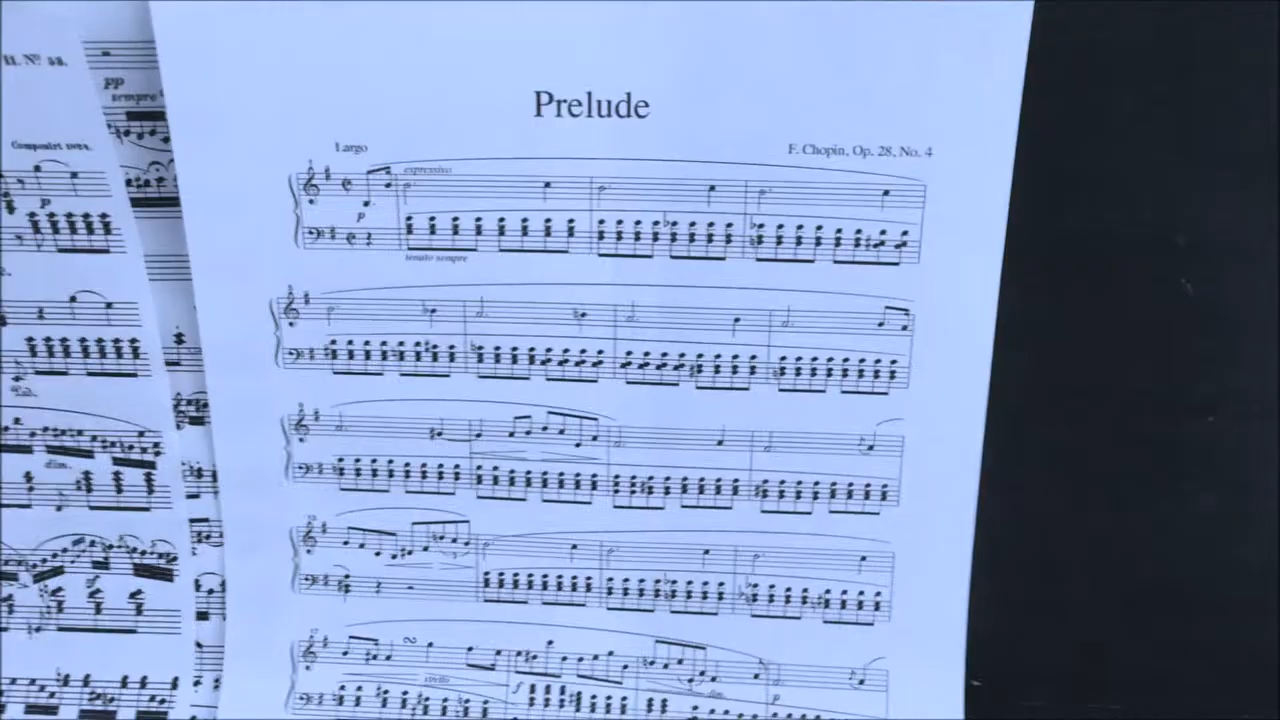 Prelude
Largo
F. Chopin, Op. 28, No. 4
espressivo
p
tenuto sempre
stretto
f
dim.
p
pp
sempre
p
dim.